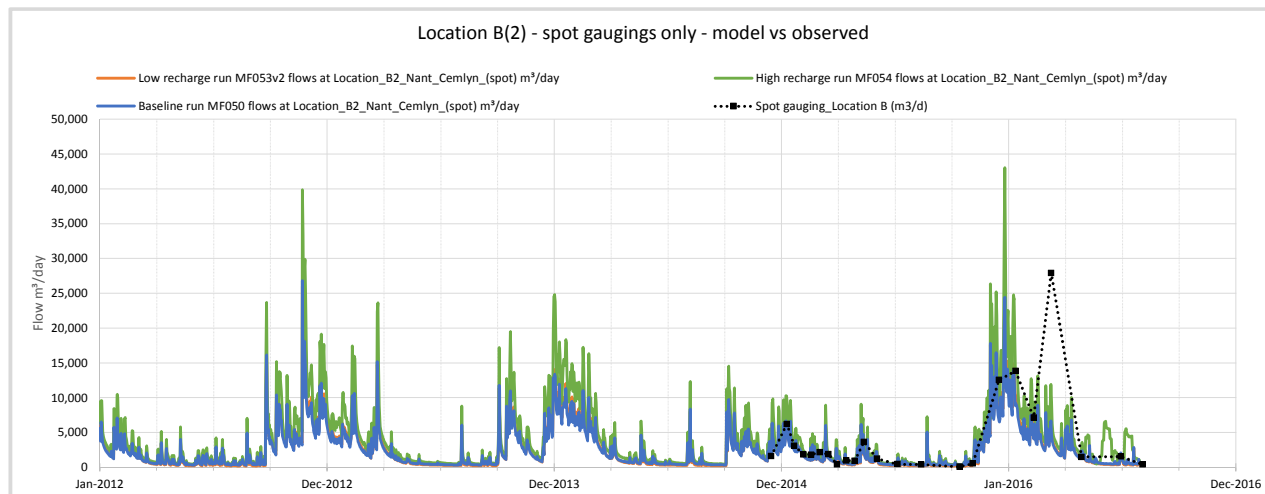 Location B(2) - spot gaugings only - model vs observed
Low recharge run MF053v2 flows at Location_B2_Nant_Cemlyn_(spot) m³/day
High recharge run MF054 flows at Location_B2_Nant_Cemlyn_(spot) m³/day
Baseline run MF050 flows at Location_B2_Nant_Cemlyn_(spot) m³/day
Spot gauging_Location B (m3/d)
50,000
45,000
40,000
35,000
30,000
25,000
20,000
15,000
10,000
5,000
0
Flow m³/day
Jan-2012
Dec-2012
Dec-2013
Dec-2014
Jan-2016
Dec-2016